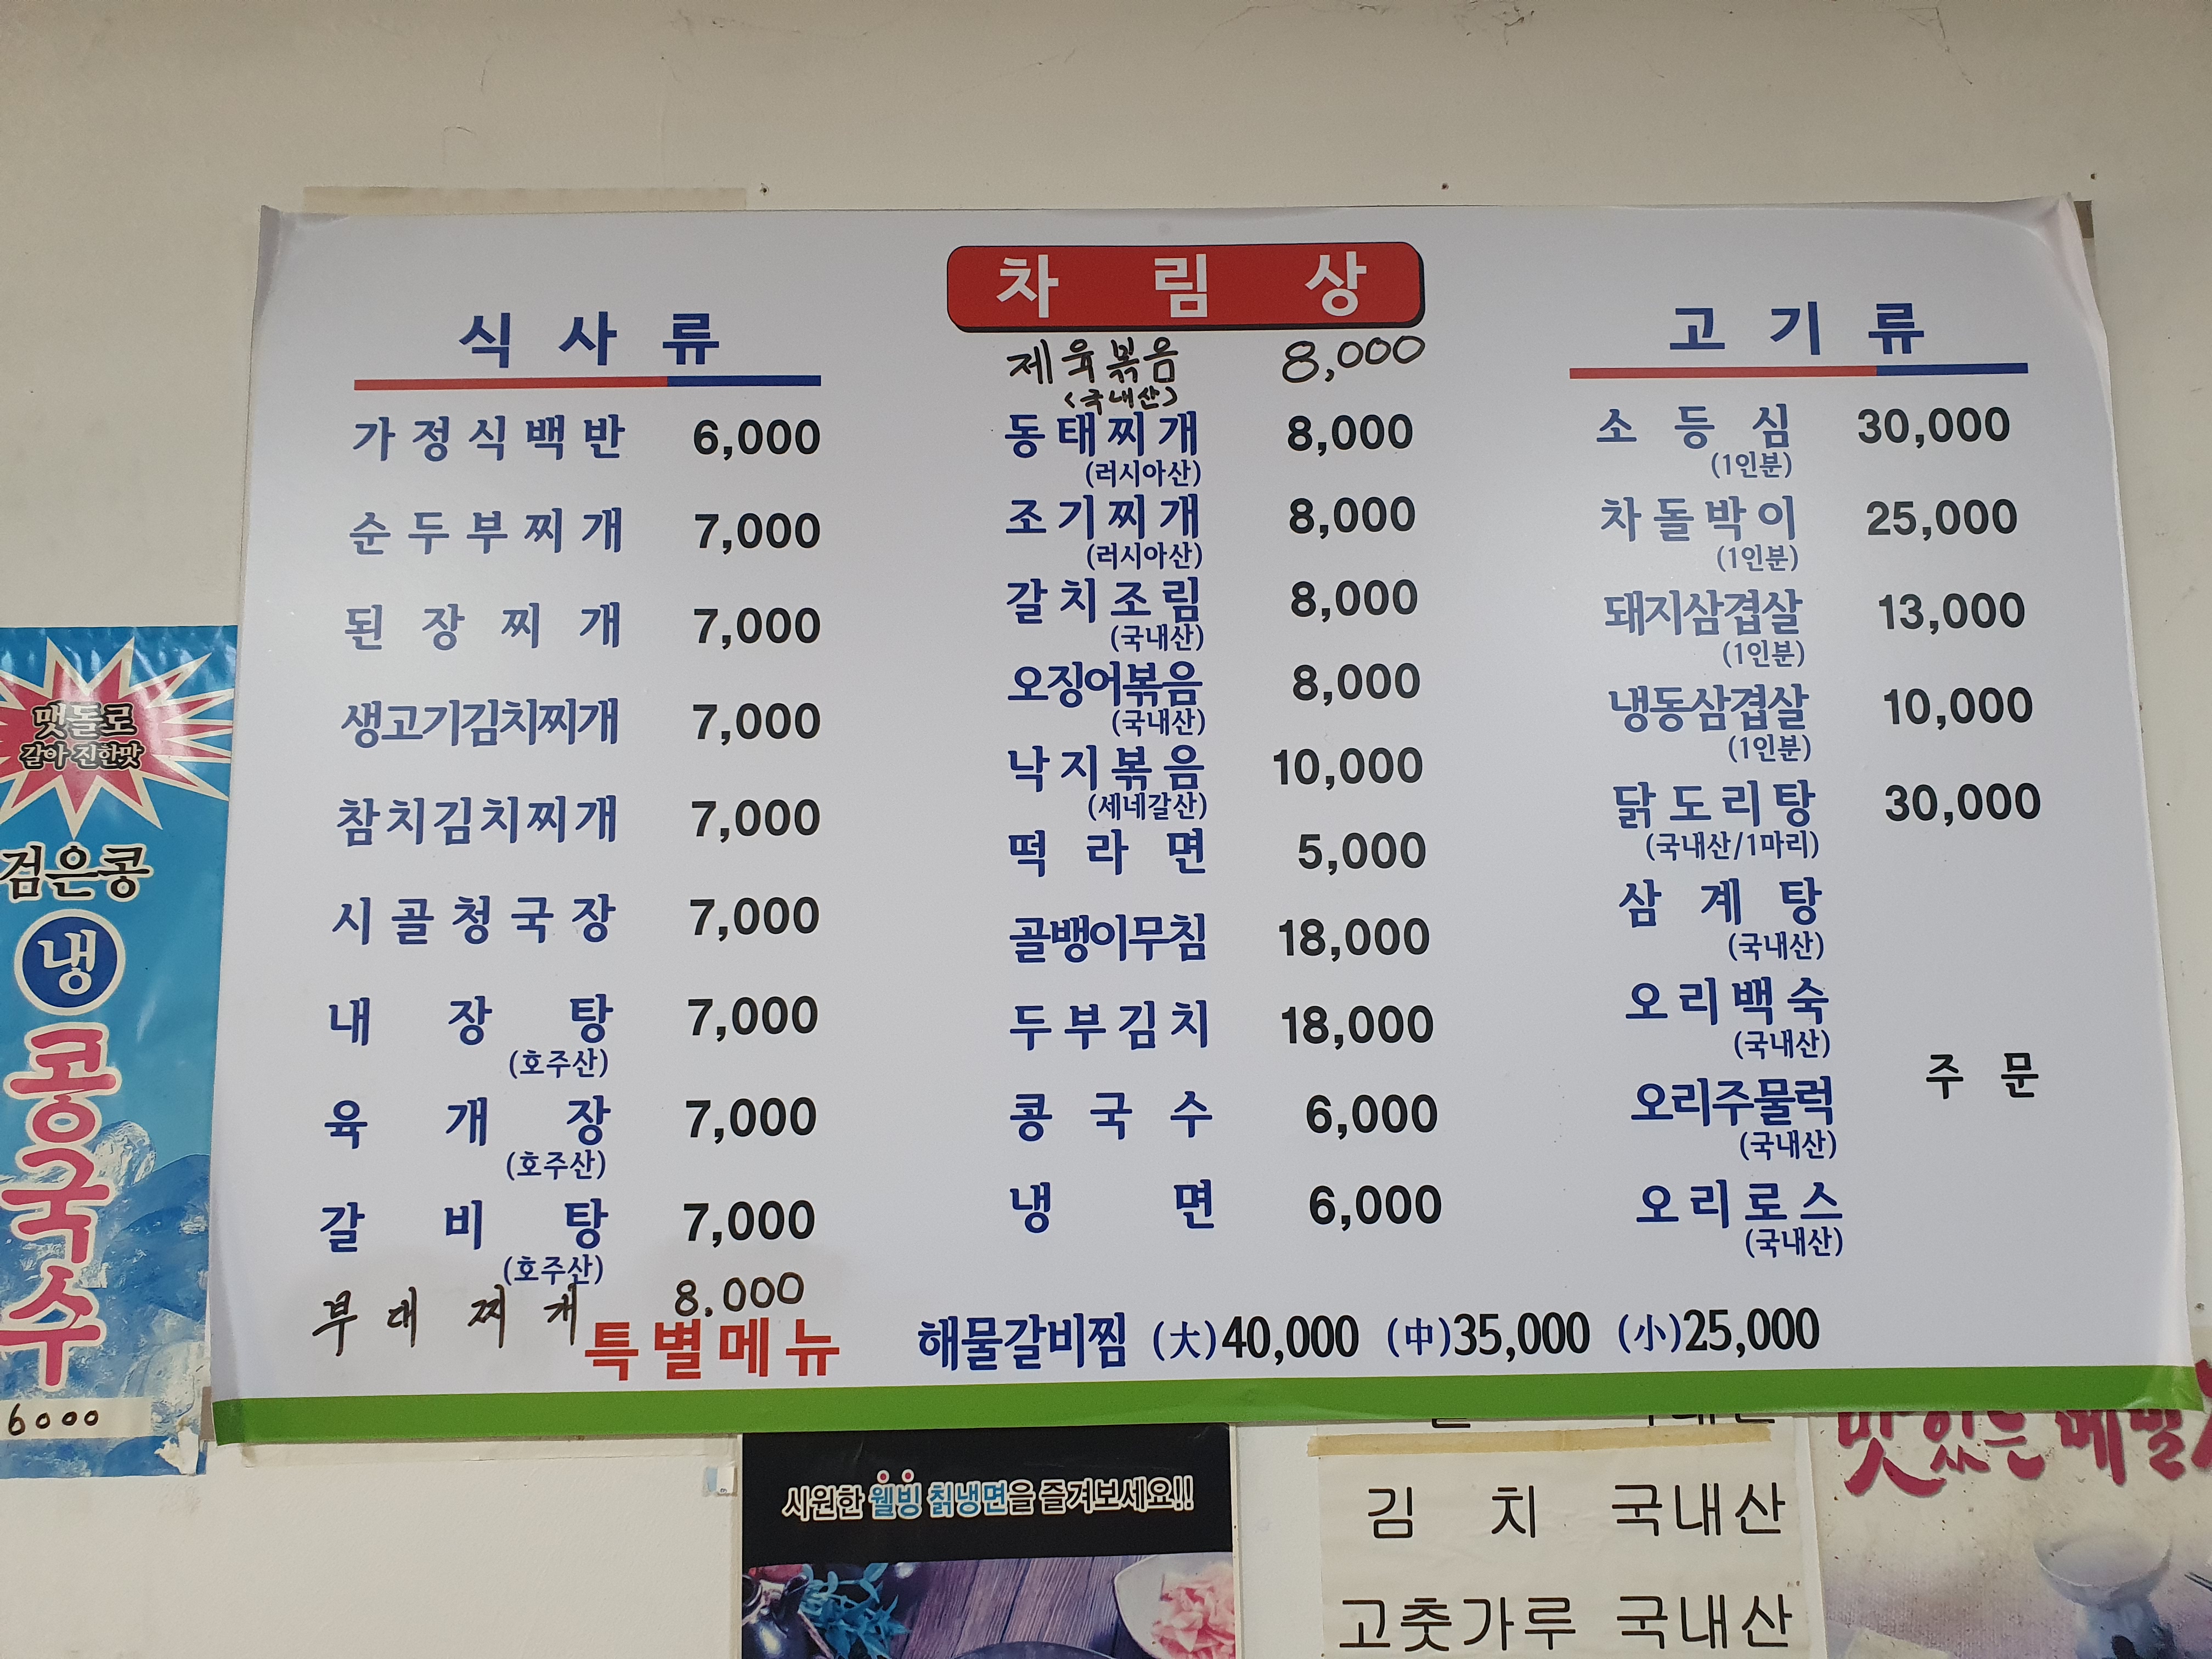 차림상
식사류
가정식백반 6,000
순두부찌개 7,000
된장찌개 7,000
생고기김치찌개 7,000
참치김치찌개 7,000
시골청국장 7,000
내장탕 7,000
(호주산)
육개장 7,000
(호주산)
갈비탕 7,000
(호주산)
부대찌개 8.000
제육볶음 8,000
<국내산>
동태찌개 8,000
(러시아산)
조기찌개 8,000
(러시아산)
갈치조림 8,000
(국내산)
오징어볶음 8,000
(국내산)
낙지볶음 10,000
(세네갈산)
떡라면 5,000
골뱅이무침 18,000
두부김치 18,000
콩국수 6,000
냉면 6,000
고기류
소등심 30,000
(1인분)
차돌박이 25,000
(1인분)
돼지삼겹살 13,000
(1인분)
냉동삼겹살 10,000
(1인분)
닭도리탕 30,000
(국내산/1마리)
삼계탕
(국내산)
오리백숙
(국내산)
주문
오리주물럭
(국내산)
오리로스
(국내산)
특별메뉴 해물갈비찜 (大)40,000 (中)35,000 (小)25,000
맷돌로
갈아 진한맛
검은콩
냉
콩국수
6000
시원한 웰빙 칡냉면을 즐겨보세요!!
김치 국내산
고춧가루 국내산
맛있는 메밀